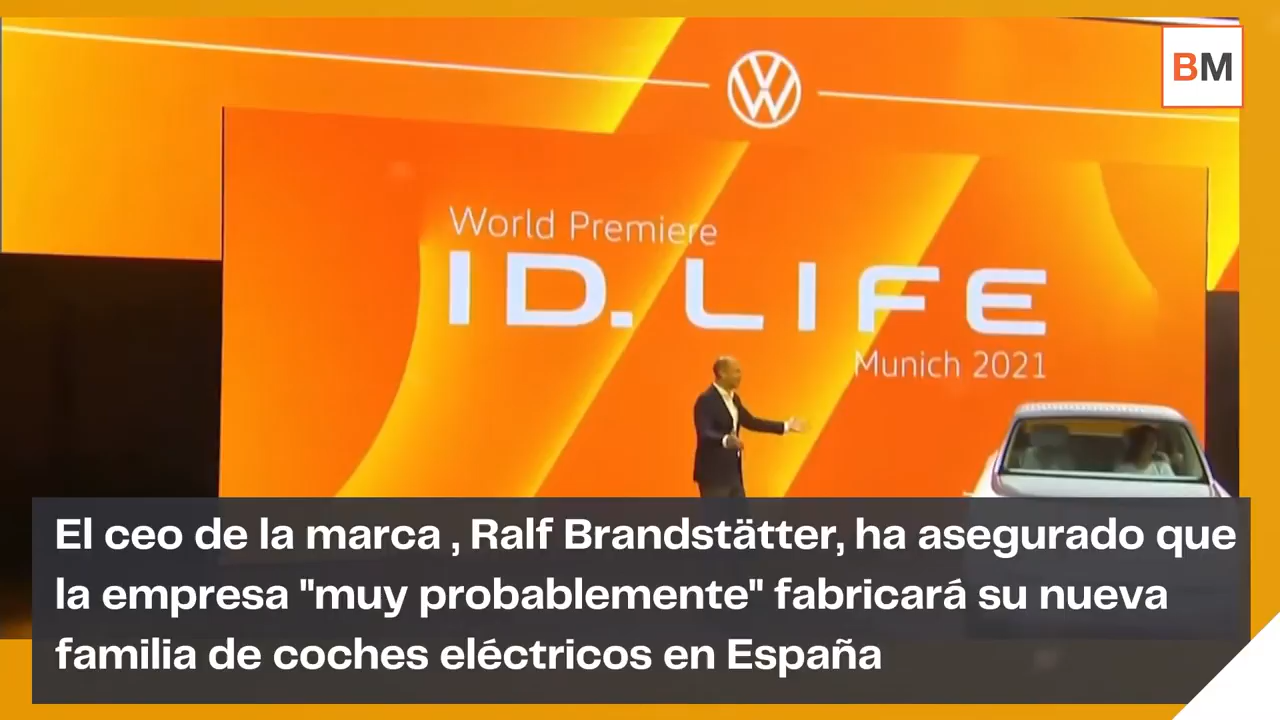 BM
World Premiere
ID. LIFE
Munich 2021
El ceo de la marca , Ralf Brandstätter, ha asegurado que
la empresa "muy probablemente" fabricará su nueva
familia de coches eléctricos en España